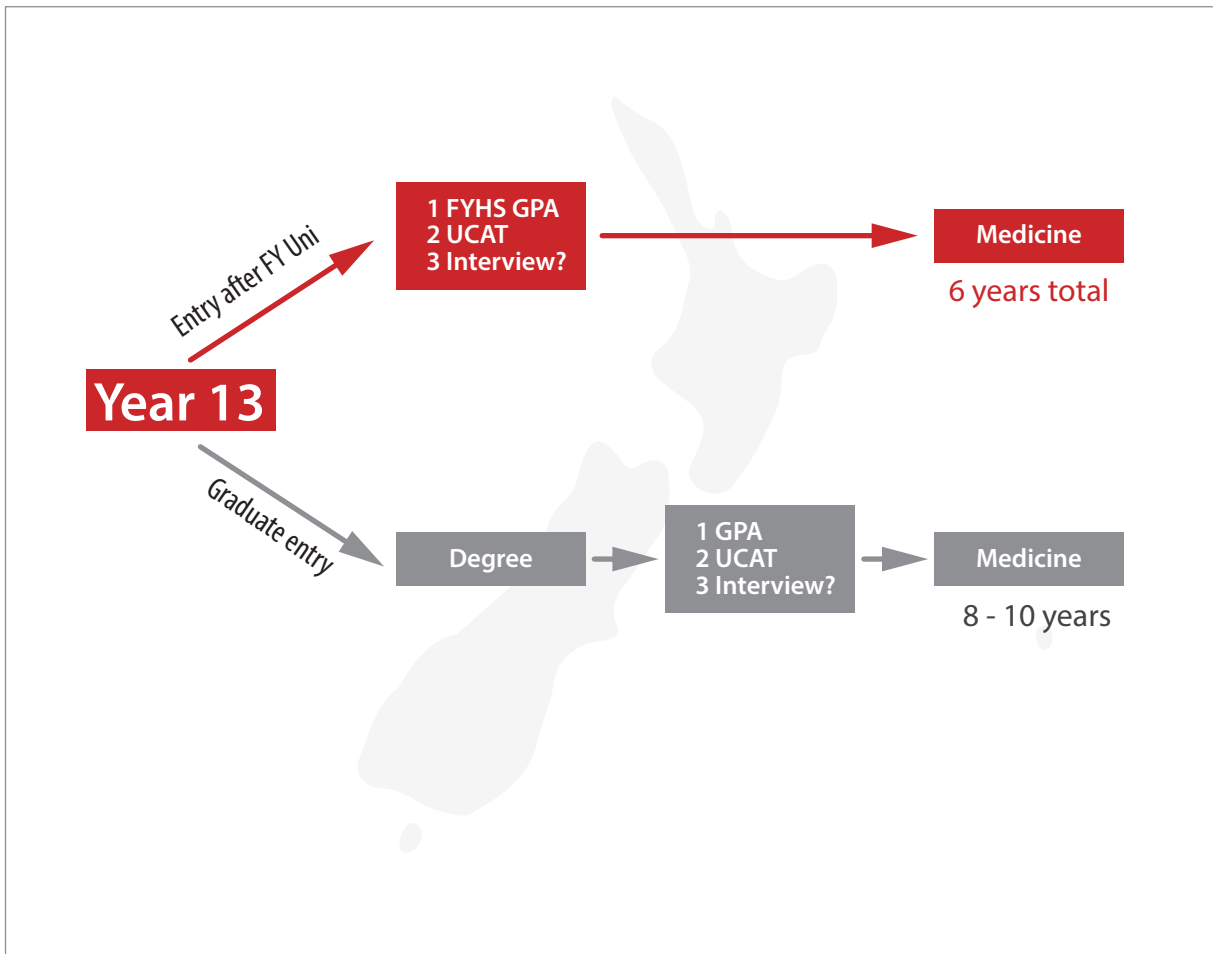 Entry after FY Uni
1 FYHS GPA
2 UCAT
3 Interview?
Medicine
6 years total
Year 13
Graduate entry
Degree
1 GPA
2 UCAT
3 Interview?
Medicine
8 - 10 years